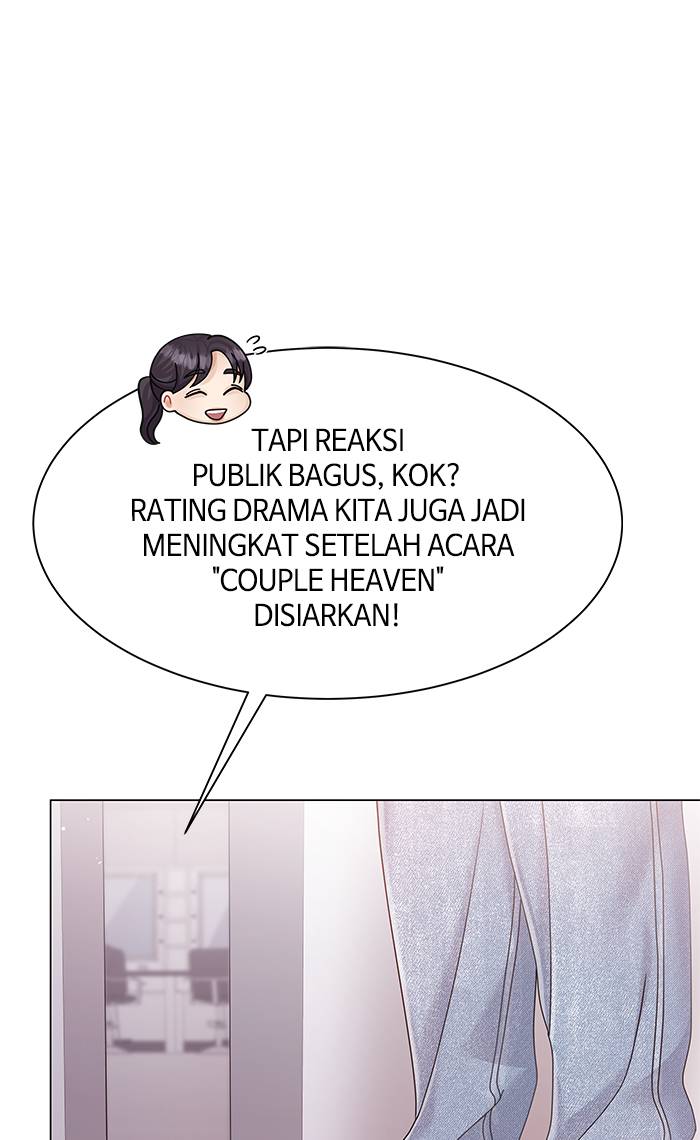 TAPI REAKSI
PUBLIK BAGUS, KOK?
RATING DRAMA KITA JUGA JADI
MENINGKAT SETELAH ACARA
"COUPLE HEAVEN"
DISIARKAN!